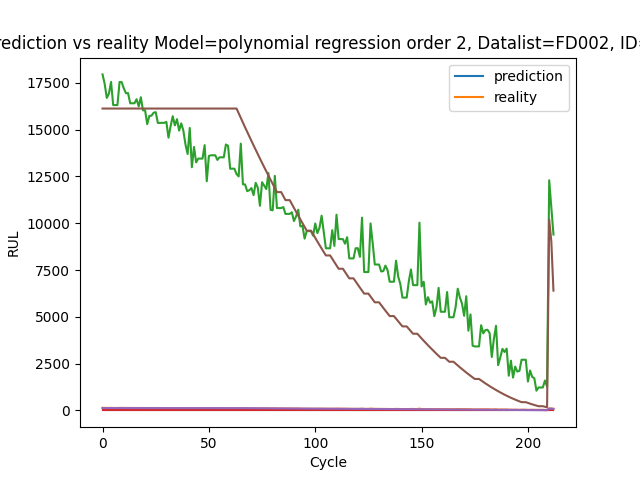 rediction vs reality Model=polynomial regression order 2, Datalist=FD002, ID=
prediction
reality
17500
15000
12500
10000
7500
5000
2500
0
RUL
0 50 100 150 200
Cycle